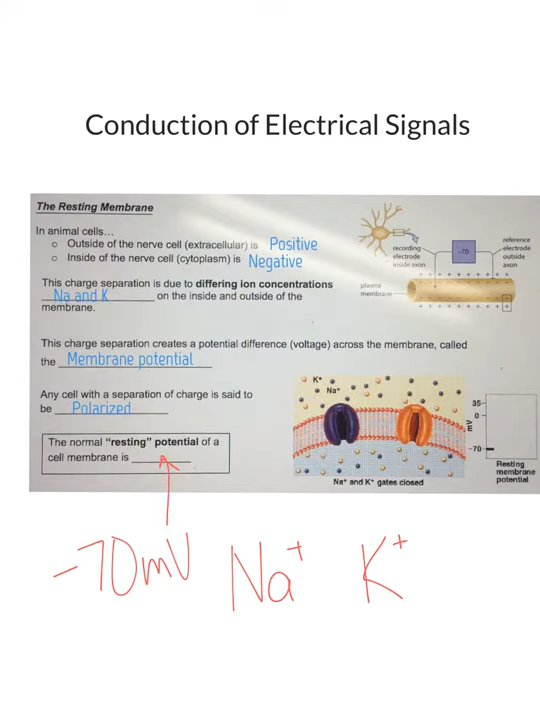 Conduction of Electrical Signals
The Resting Membrane
In animal cells...
o Outside of the nerve cell (extracellular) is Positive
o Inside of the nerve cell (cytoplasm) is Negative
This charge separation is due to differing ion concentrations
Na and K on the inside and outside of the
membrane.
This charge separation creates a potential difference (voltage) across the membrane, called
the Membrane potential
Any cell with a separation of charge is said to
be Polarized
The normal "resting" potential of a
cell membrane is
recording
electrode
inside axon
-70
reference
electrode
outside
axon
plasma
membrane
K+
Na+
Na+ and K+ gates closed
35
0
mV
-70
Resting
membrane
potential
-70mV Na+ K+